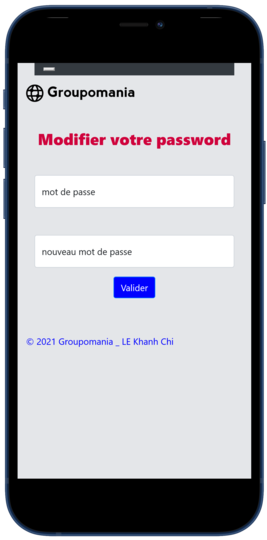 Groupomania
Modifier votre password
mot de passe
nouveau mot de passe
Valider
© 2021 Groupomania _ LE Khanh Chi